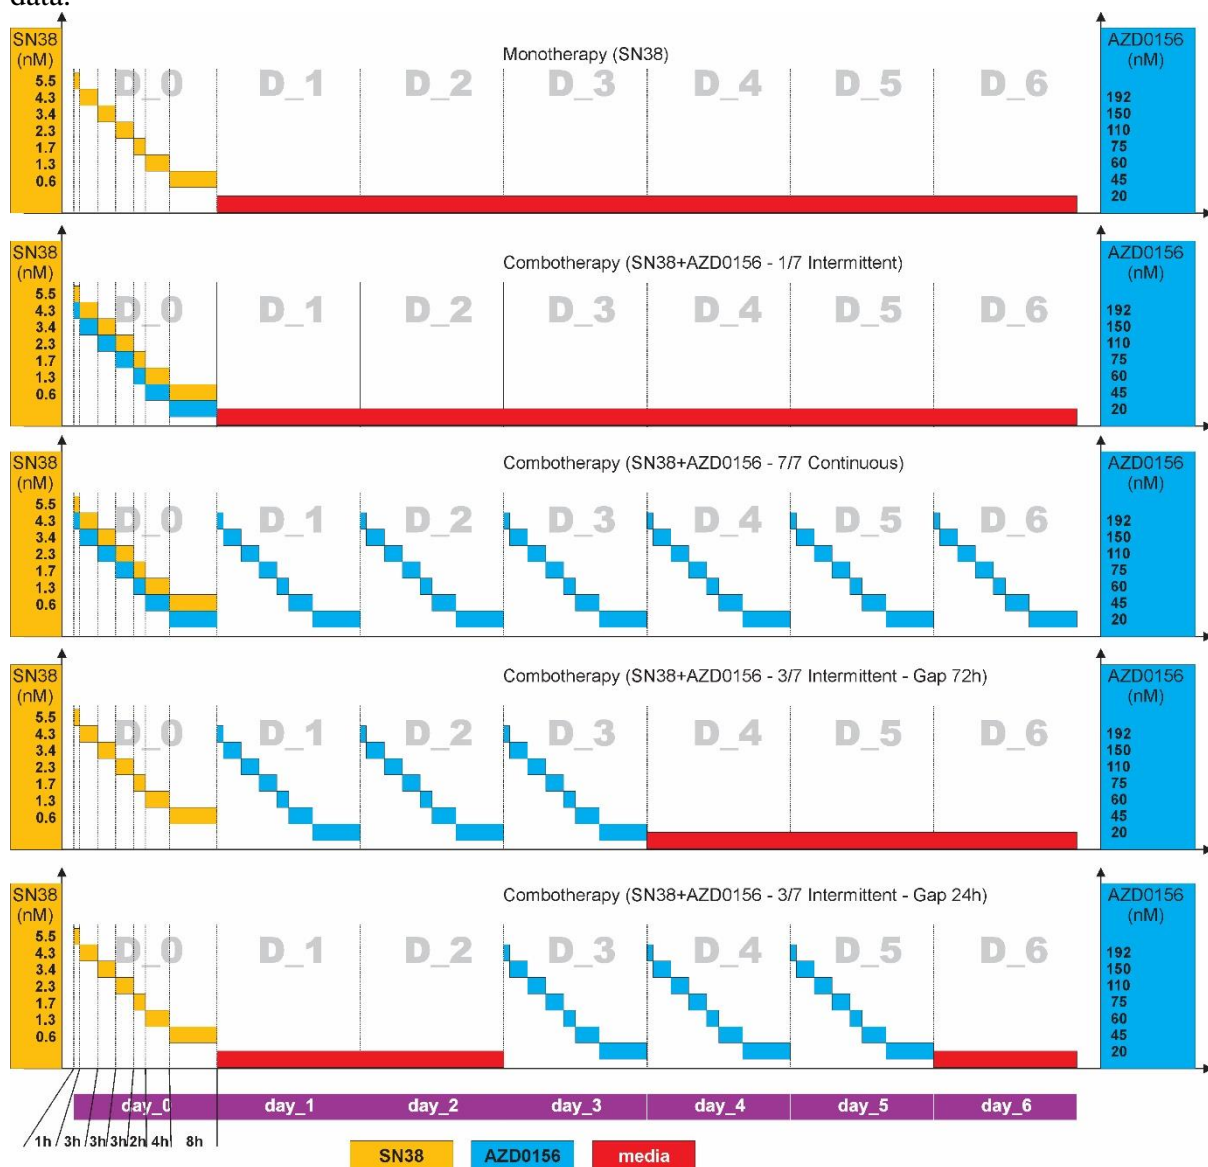 data.
SN38
(nM)
5.5
4.3
3.4
2.3
1.7
1.3
0.6
Monotherapy (SN38)
D_0 D_1 D_2 D_3 D_4 D_5 D_6
AZD0156
(nM)
192
150
110
75
60
45
20
SN38
(nM)
5.5
4.3
3.4
2.3
1.7
1.3
0.6
Combotherapy (SN38+AZD0156 - 1/7 Intermittent)
D_0 D_1 D_2 D_3 D_4 D_5 D_6
AZD0156
(nM)
192
150
110
75
60
45
20
SN38
(nM)
5.5
4.3
3.4
2.3
1.7
1.3
0.6
Combotherapy (SN38+AZD0156 - 7/7 Continuous)
D_0 D_1 D_2 D_3 D_4 D_5 D_6
AZD0156
(nM)
192
150
110
75
60
45
20
SN38
(nM)
5.5
4.3
3.4
2.3
1.7
1.3
0.6
Combotherapy (SN38+AZD0156 - 3/7 Intermittent - Gap 72h)
D_0 D_1 D_2 D_3 D_4 D_5 D_6
AZD0156
(nM)
192
150
110
75
60
45
20
SN38
(nM)
5.5
4.3
3.4
2.3
1.7
1.3
0.6
Combotherapy (SN38+AZD0156 - 3/7 Intermittent - Gap 24h)
D_0 D_1 D_2 D_3 D_4 D_5 D_6
AZD0156
(nM)
192
150
110
75
60
45
20
day_0 day_1 day_2 day_3 day_4 day_5 day_6
1h 3h 3h 3h 2h 4h 8h
SN38 AZD0156 media